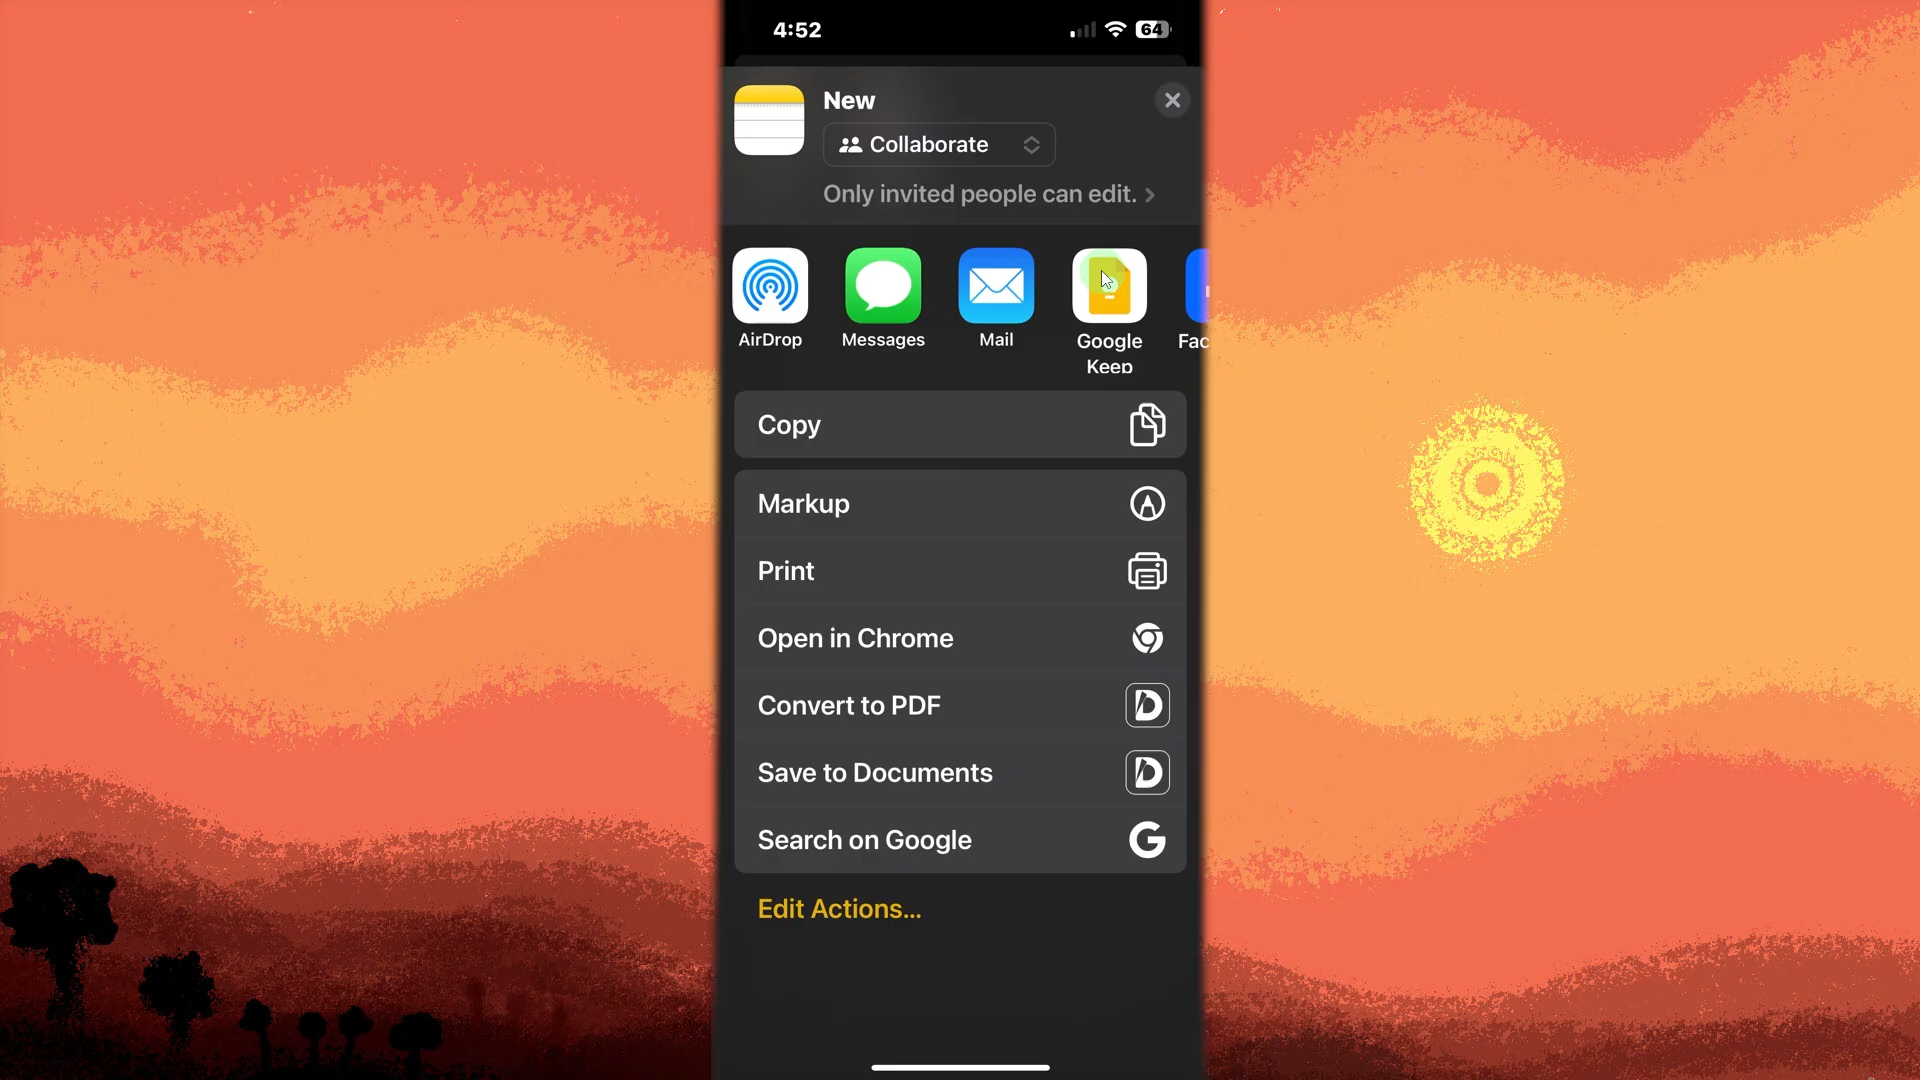 4:52
64
New
Collaborate
Only invited people can edit.
AirDrop
Messages
Mail
Google
Keep
Fac
Copy
Markup
Print
Open in Chrome
Convert to PDF
Save to Documents
Search on Google
Edit Actions...